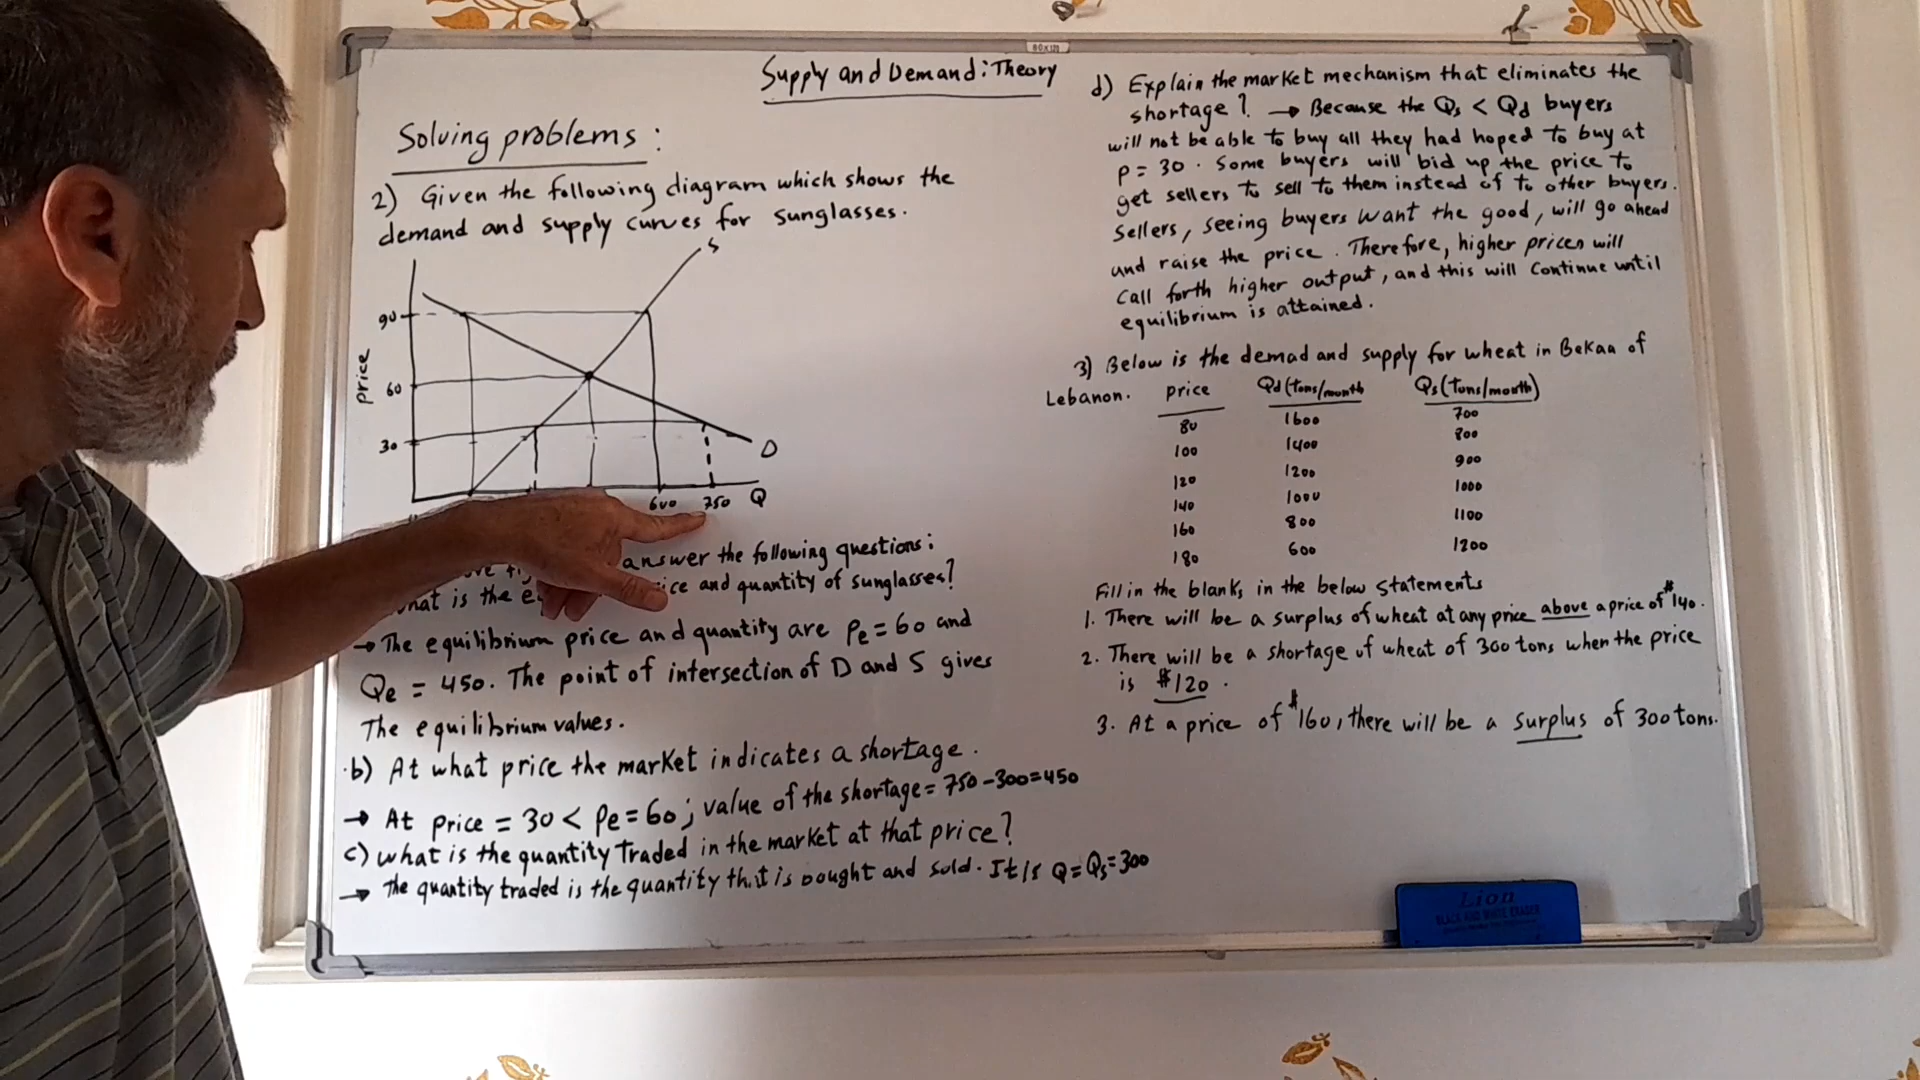 60x120
Supply and Demand: Theory
Solving problems:
2) Given the following diagram which shows the
demand and supply curves for sunglasses.
S
90
60
30
price
D
600 750 Q
answer the following questions:
what is the and quantity of sunglasses?
→ The equilibrium price and quantity are Pe = 60 and
Qe = 450. The point of intersection of D and S gives
The equilibrium values.
b) At what price the market indicates a shortage.
→ At price = 30 < Pe = 60; value of the shortage = 750 - 300 = 450
c) what is the quantity traded in the market at that price?
→ the quantity traded is the quantity that is bought and sold. It is Q = Qs = 300
d) Explain the market mechanism that eliminates the
shortage? → Because the Qs < Qd buyers
will not be able to buy all they had hoped to buy at
P = 30. Some buyers will bid up the price to
get sellers to sell to them instead of to other buyers.
Sellers, seeing buyers want the good, will go ahead
and raise the price. Therefore, higher prices will
call forth higher output, and this will continue until
equilibrium is attained.
3) Below is the demad and supply for wheat in Bekaa of
Lebanon. price Qd (tons/month Qs (tons/month)
80 1600 700
100 1400 800
120 1200 900
140 1000 1000
160 800 1100
180 600 1200
Fill in the blanks in the below statements
1. There will be a surplus of wheat at any price above a price of $140.
2. There will be a shortage of wheat of 300 tons when the price
is $120.
3. At a price of $160, there will be a surplus of 300 tons.
Lion
BLACK AND WHITE ERASER